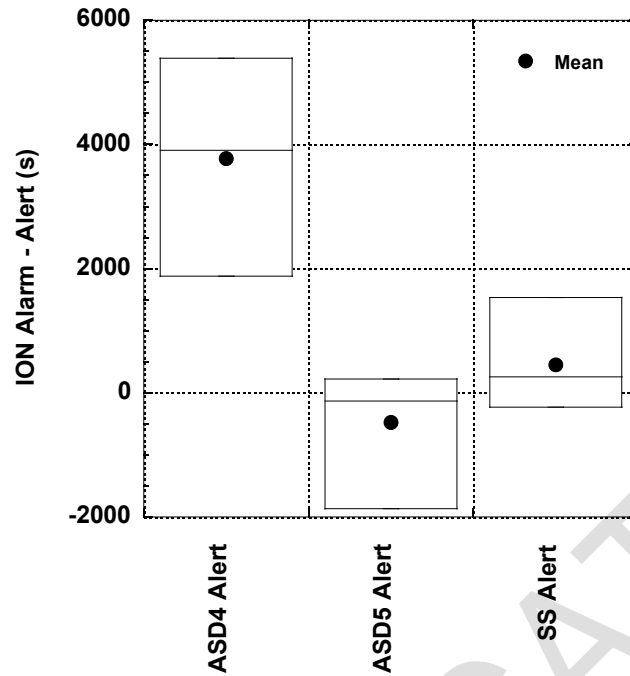 6000
4000
2000
0
-2000
ION Alarm - Alert (s)
Mean
ASD4 Alert
ASD5 Alert
SS Alert